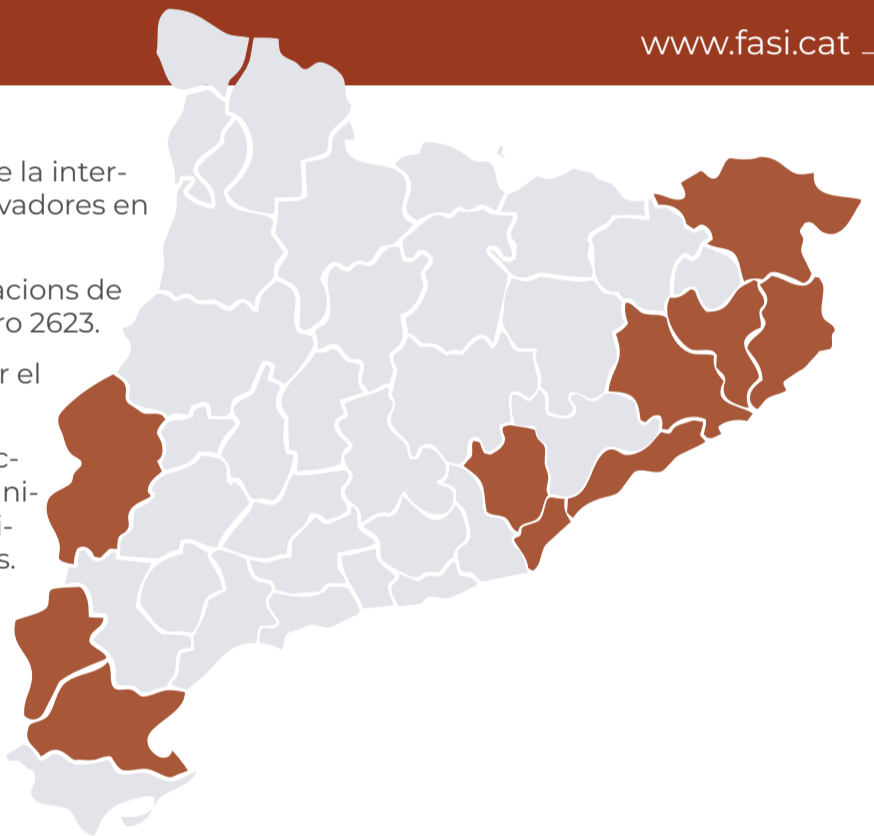 www.fasi.cat
e la inter-
vadores en
acions de
ro 2623.
r el
c-
ni-
i-
s.